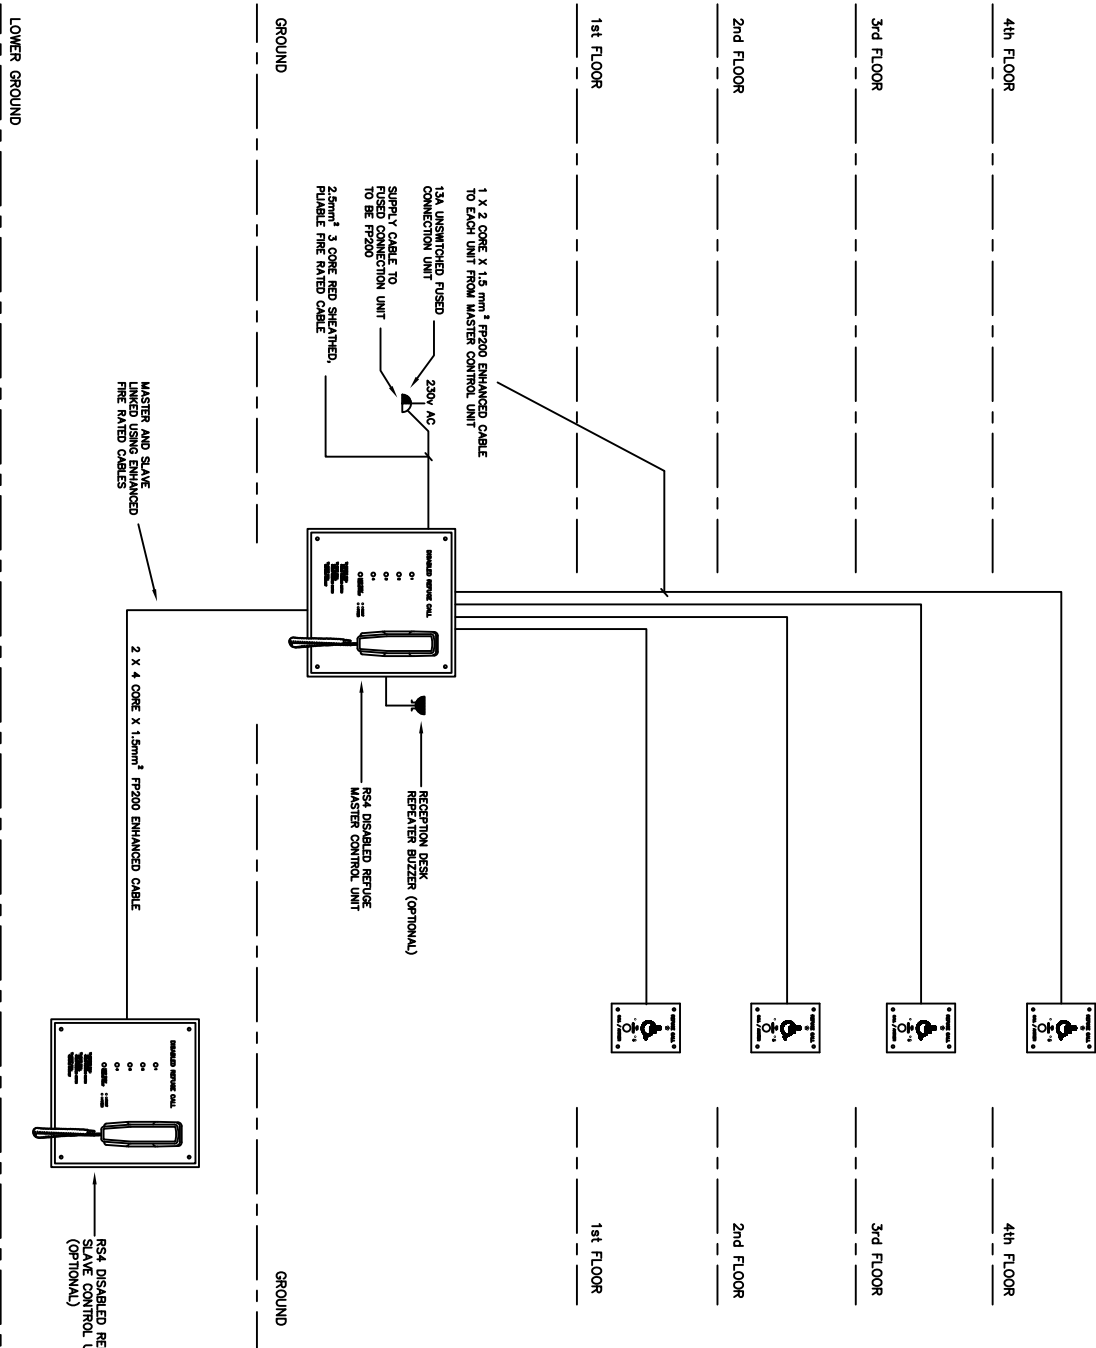 4th FLOOR
4th FLOOR
3rd FLOOR
3rd FLOOR
2nd FLOOR
2nd FLOOR
1st FLOOR
1st FLOOR
1 X 2 CORE X 1.5 mm² FP200 ENHANCED CABLE
TO EACH UNIT FROM MASTER CONTROL UNIT
13A UNSWITCHED FUSED
CONNECTION UNIT
230v AC
SUPPLY CABLE TO
FUSED CONNECTION UNIT
TO BE FP200
2.5mm² 3 CORE RED SHEATHED,
PLIABLE FIRE RATED CABLE
DISABLED REFUGE CALL
RECEPTION DESK
REPEATER BUZZER (OPTIONAL)
RS4 DISABLED REFUGE
MASTER CONTROL UNIT
GROUND
GROUND
MASTER AND SLAVE
LINKED USING ENHANCED
FIRE RATED CABLES
2 X 4 CORE X 1.5mm² FP200 ENHANCED CABLE
DISABLED REFUGE CALL
RS4 DISABLED RE
SLAVE CONTROL U
(OPTIONAL)
LOWER GROUND